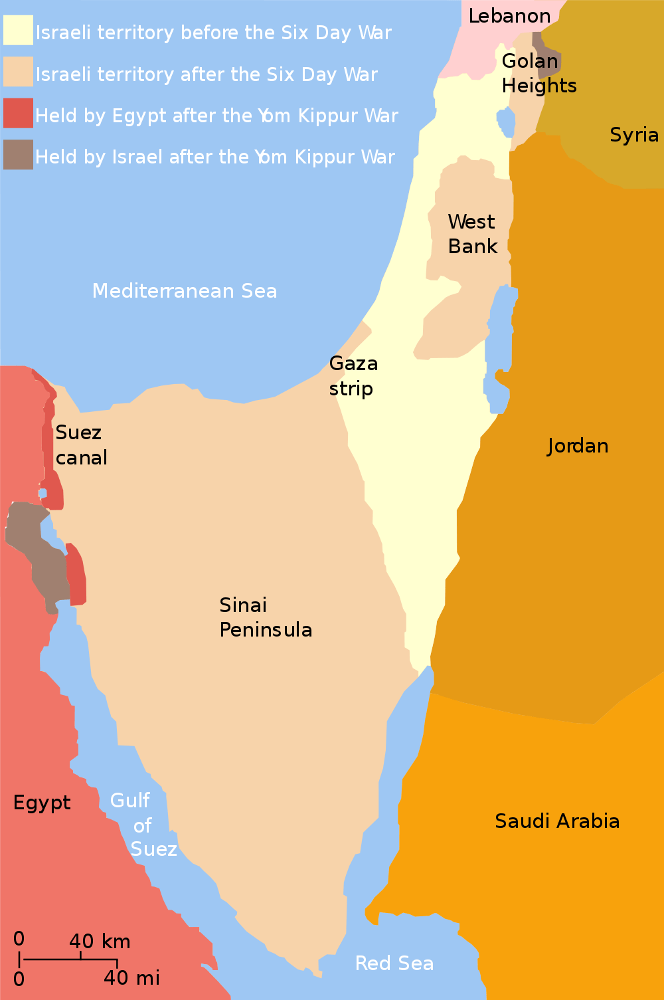 Israeli territory before the Six Day War
Israeli territory after the Six Day War
Held by Egypt after the Yom Kippur War
Held by Israel after the Yom Kippur War
Lebanon
Golan
Heights
Syria
West
Bank
Mediterranean Sea
Gaza
strip
Suez
canal
Jordan
Sinai
Peninsula
Egypt
Gulf
of
Suez
Saudi Arabia
Red Sea
0
40 km
0
40 mi